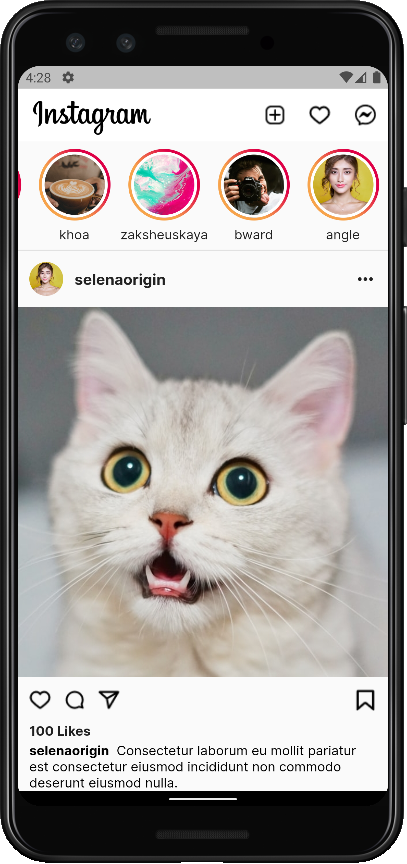 4:28
Instagram
khoa zaksheuskaya bward angle
selenaorigin
100 Likes
selenaorigin Consectetur laborum eu mollit pariatur
est consectetur eiusmod incididunt non commodo
deserunt eiusmod nulla.